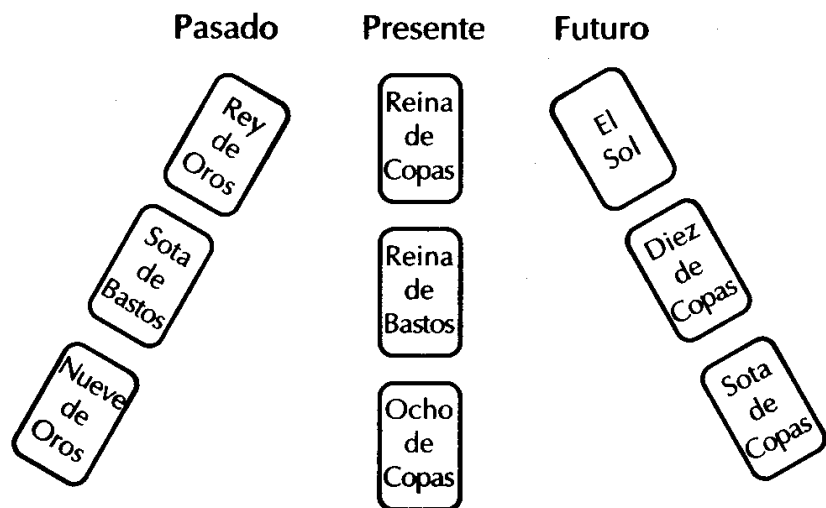 Pasado
Presente
Futuro
Rey
de
Oros
Sota
de
Bastos
Nueve
de
Oros
Reina
de
Copas
Reina
de
Bastos
Ocho
de
Copas
El
Sol
Diez
de
Copas
Sota
de
Copas